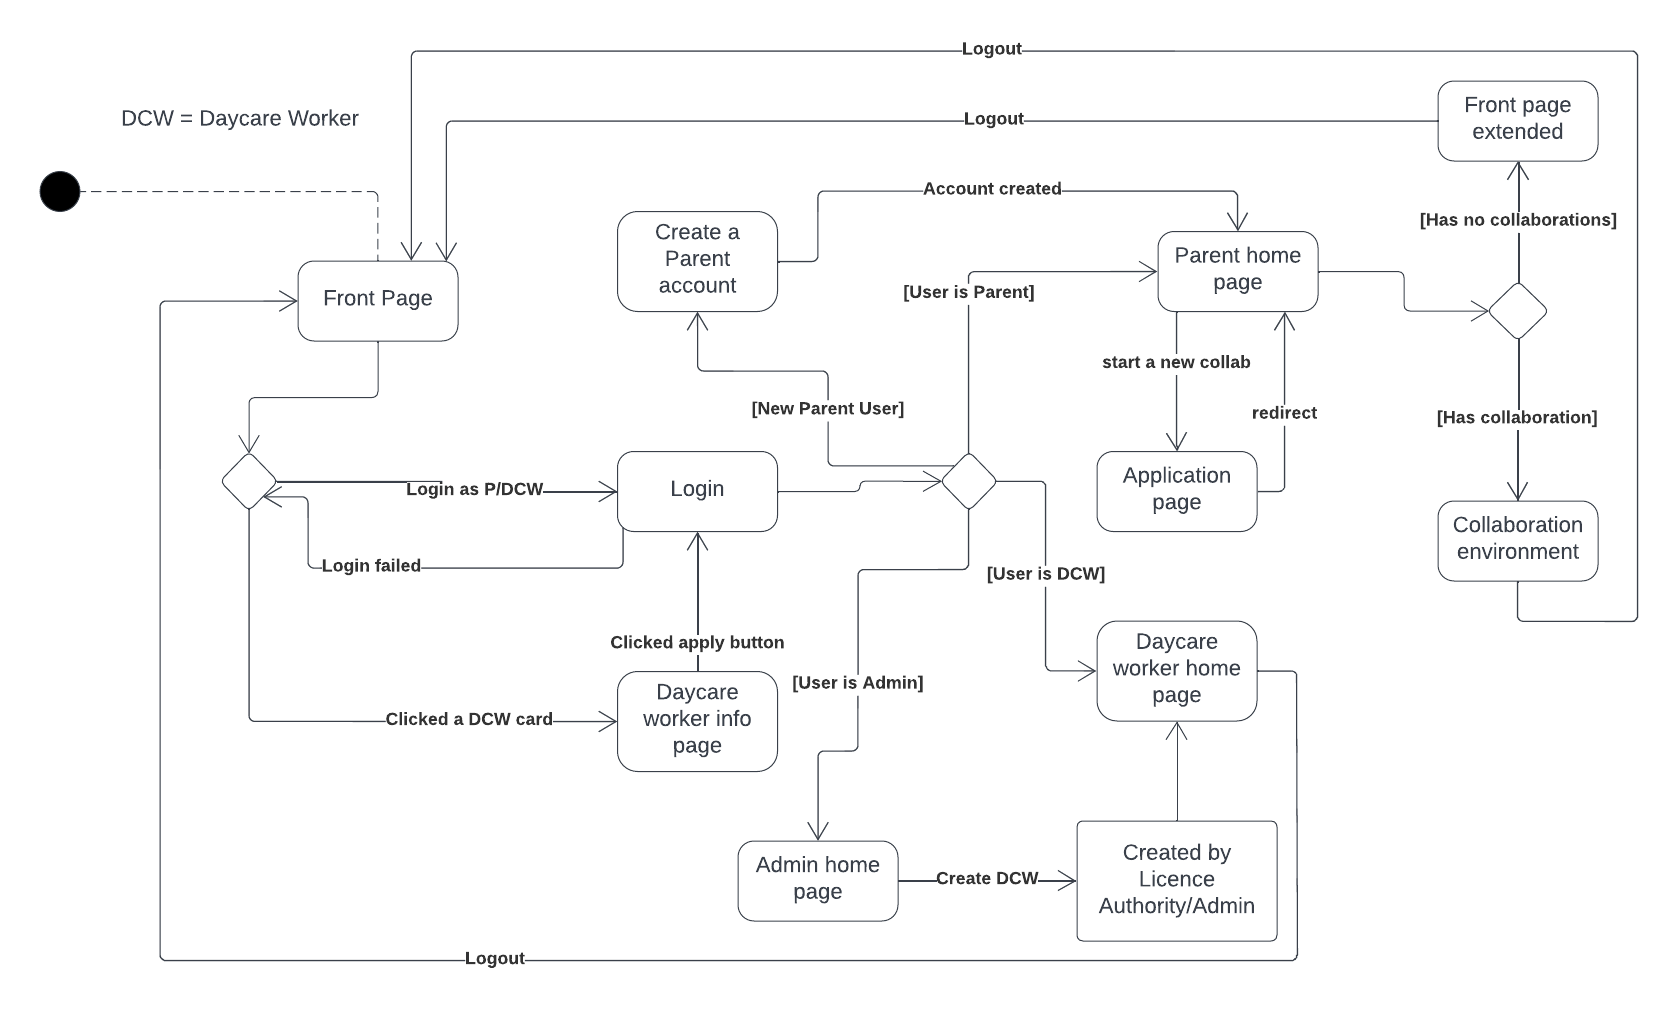 Logout
Front page
extended
DCW = Daycare Worker
Logout
Account created
[Has no collaborations]
Create a
Parent
account
Parent home
page
Front Page
[User is Parent]
start a new collab
[New Parent User]
redirect
[Has collaboration]
Login as P/DCW
Login
Application
page
Collaboration
environment
Login failed
[User is DCW]
Clicked apply button
Daycare
worker home
page
[User is Admin]
Clicked a DCW card
Daycare
worker info
page
Admin home
page
Create DCW
Created by
Licence
Authority/Admin
Logout